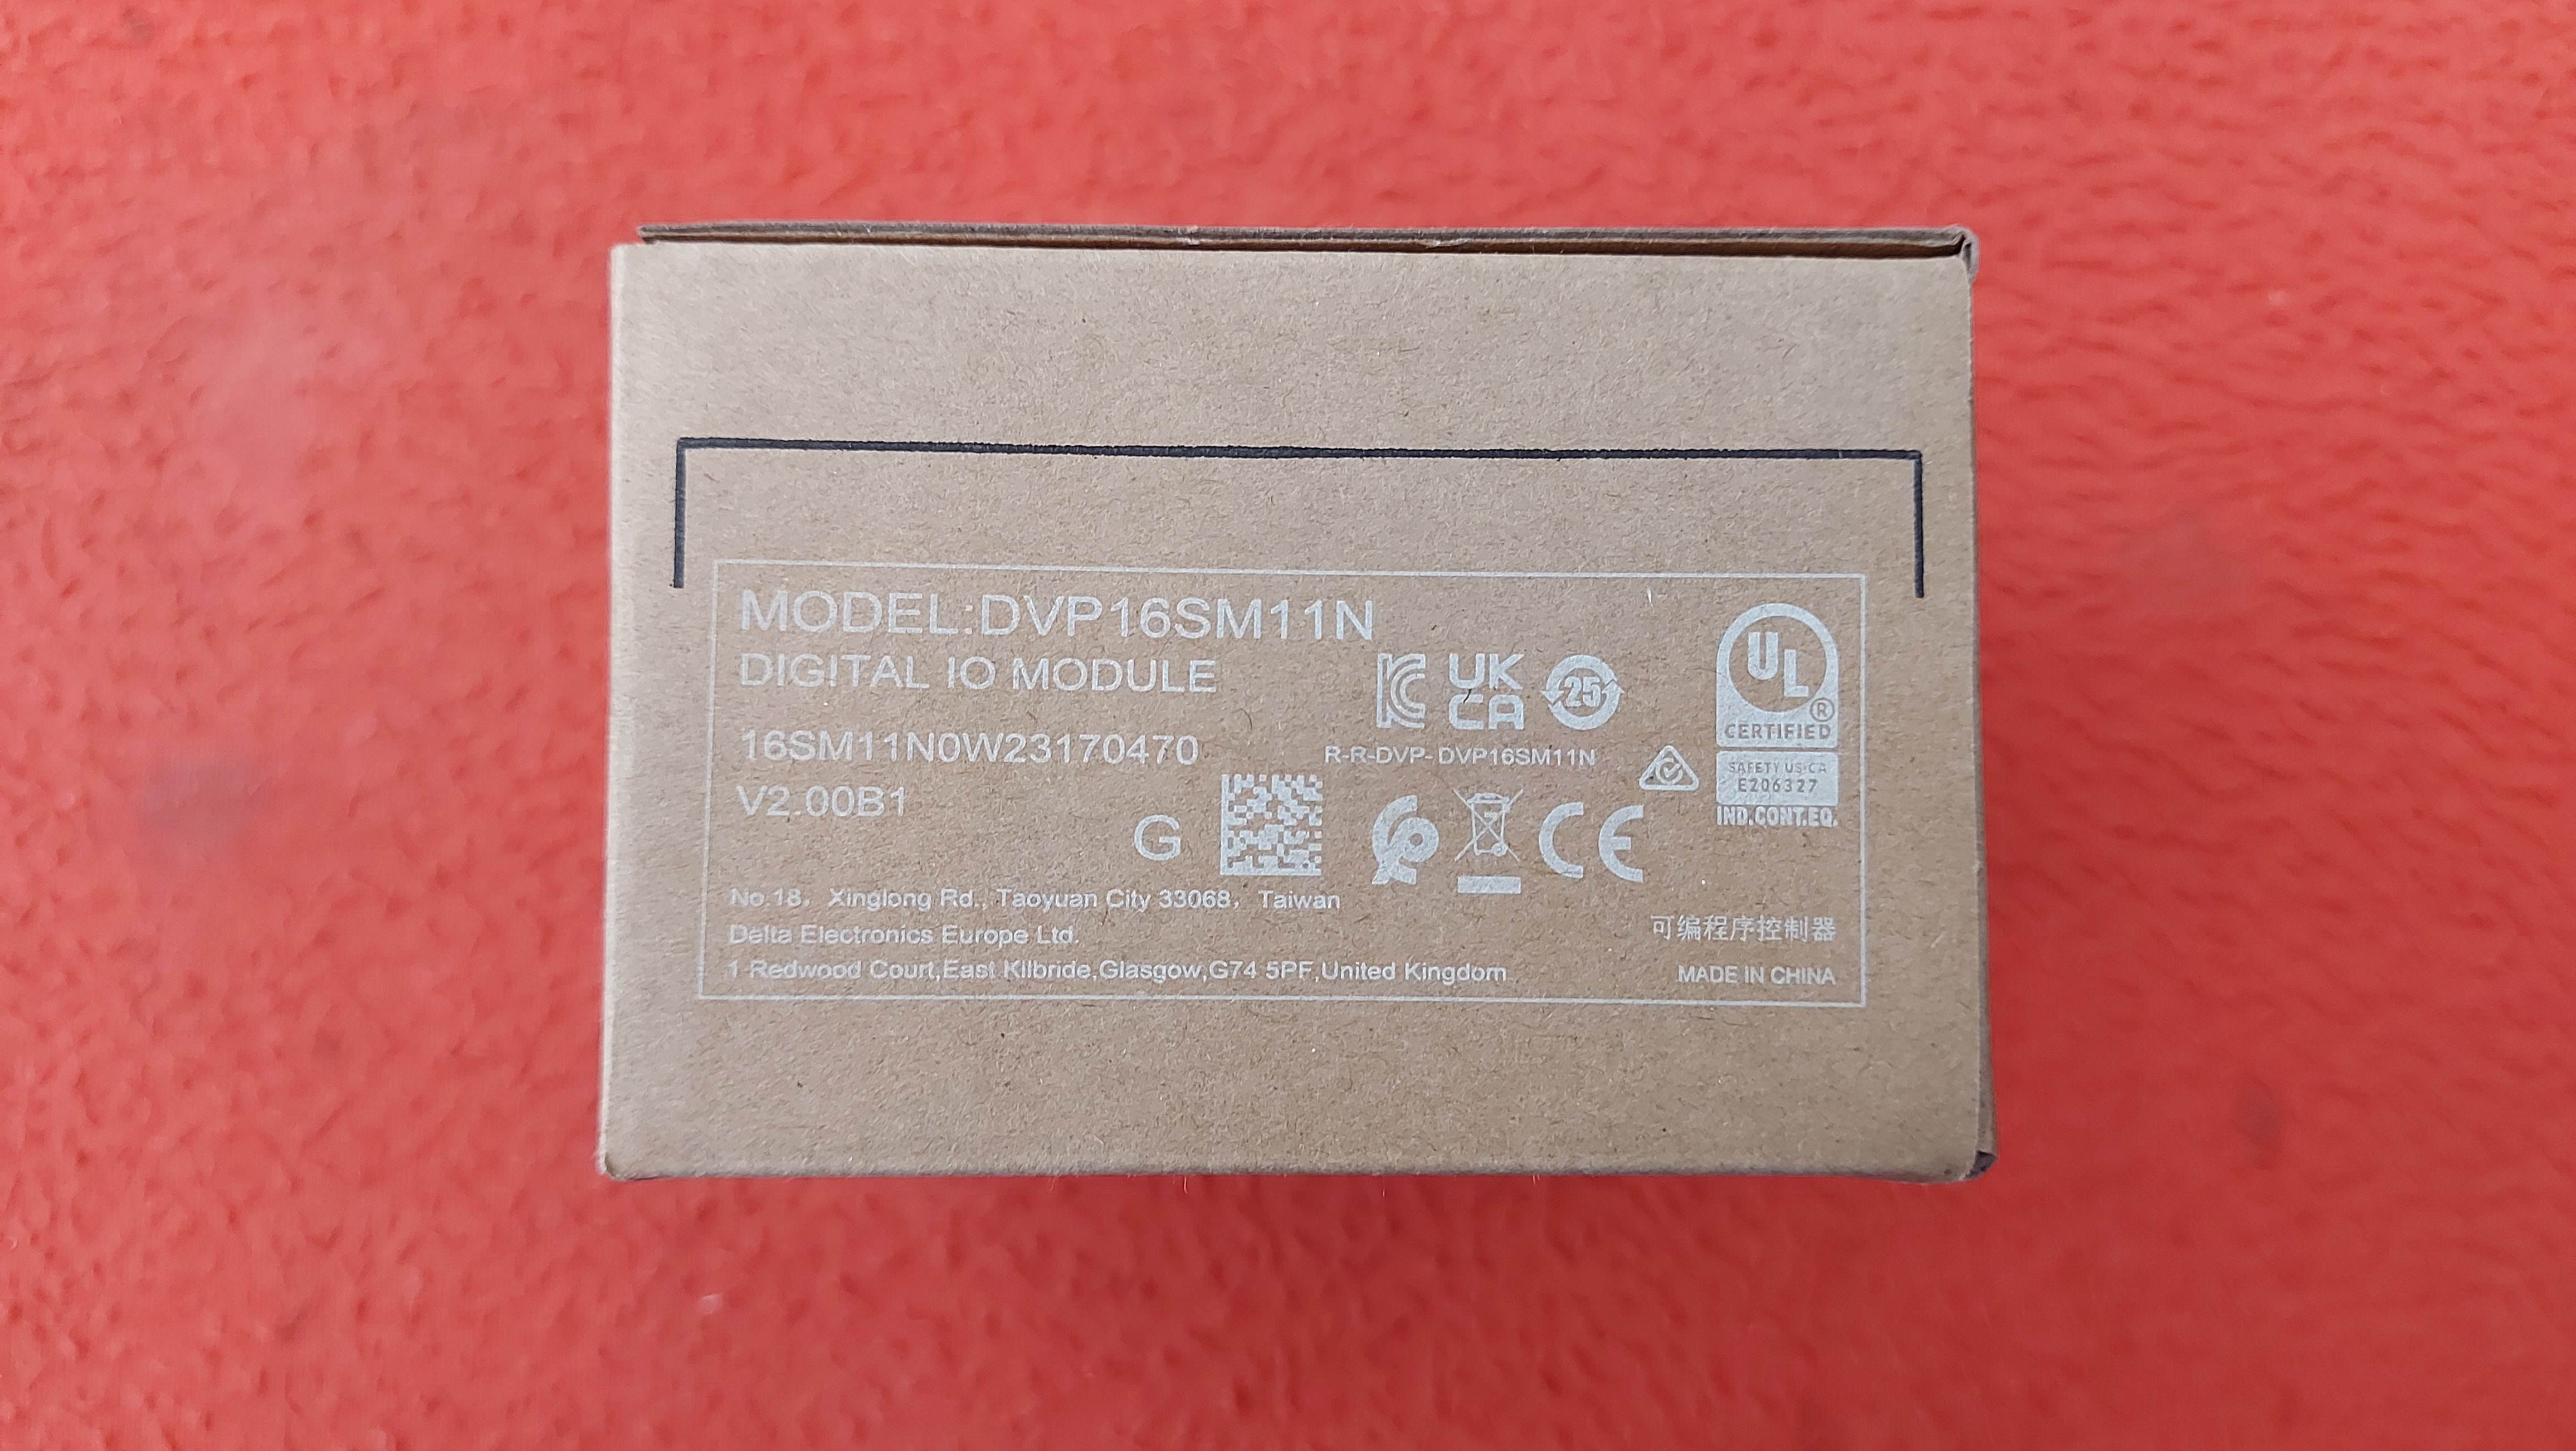 MODEL:DVP16SM11N
DIGITAL IO MODULE
16SM11N0W23170470
V2.00B1
G
UK
CA
25
R-R-DVP- DVP16SM11N
CE
UL
®
CERTIFIED
SAFETY US·CA
E206327
IND.CONT.EQ.
No.18, Xinglong Rd., Taoyuan City 33068, Taiwan
Delta Electronics Europe Ltd.
1 Redwood Court,East Kilbride,Glasgow,G74 5PF,United Kingdom
可编程序控制器
MADE IN CHINA